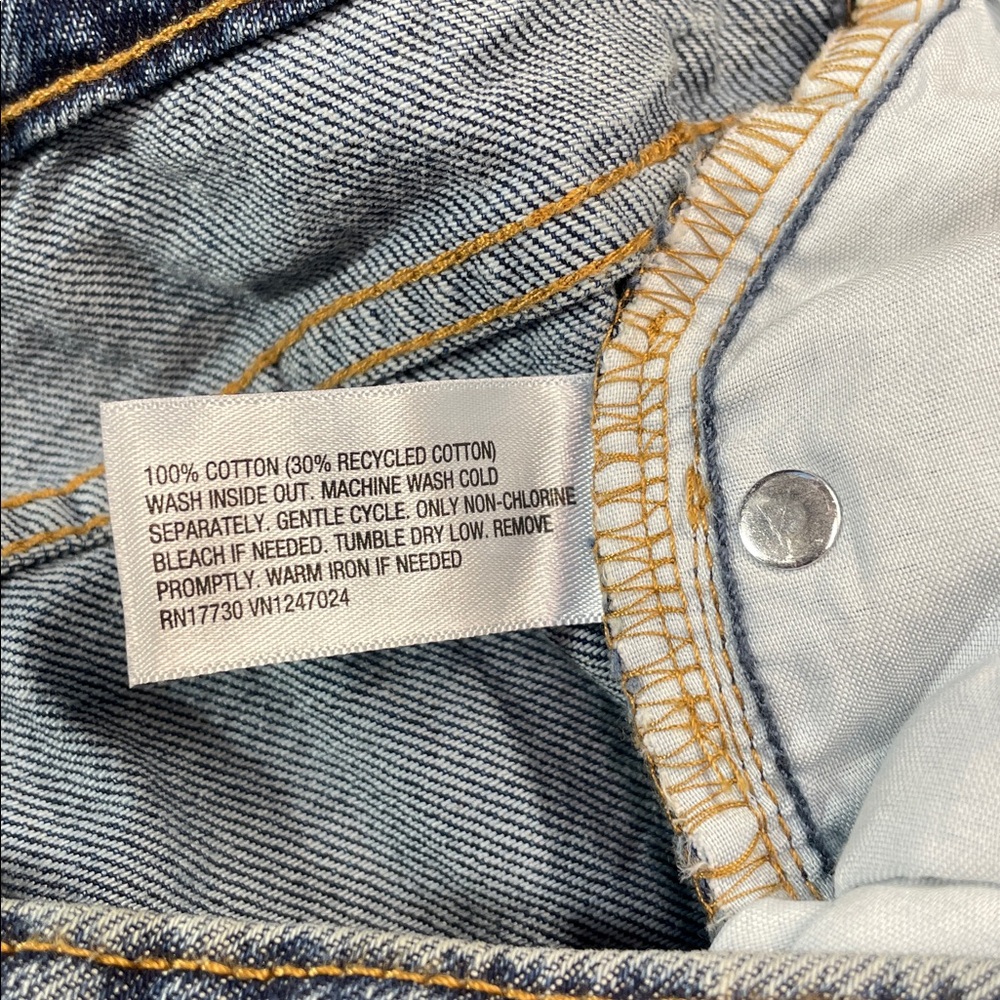 100% COTTON (30% RECYCLED COTTON)
WASH INSIDE OUT. MACHINE WASH COLD
SEPARATELY. GENTLE CYCLE. ONLY NON-CHLORINE
BLEACH IF NEEDED. TUMBLE DRY LOW. REMOVE
PROMPTLY. WARM IRON IF NEEDED
RN17730 VN1247024